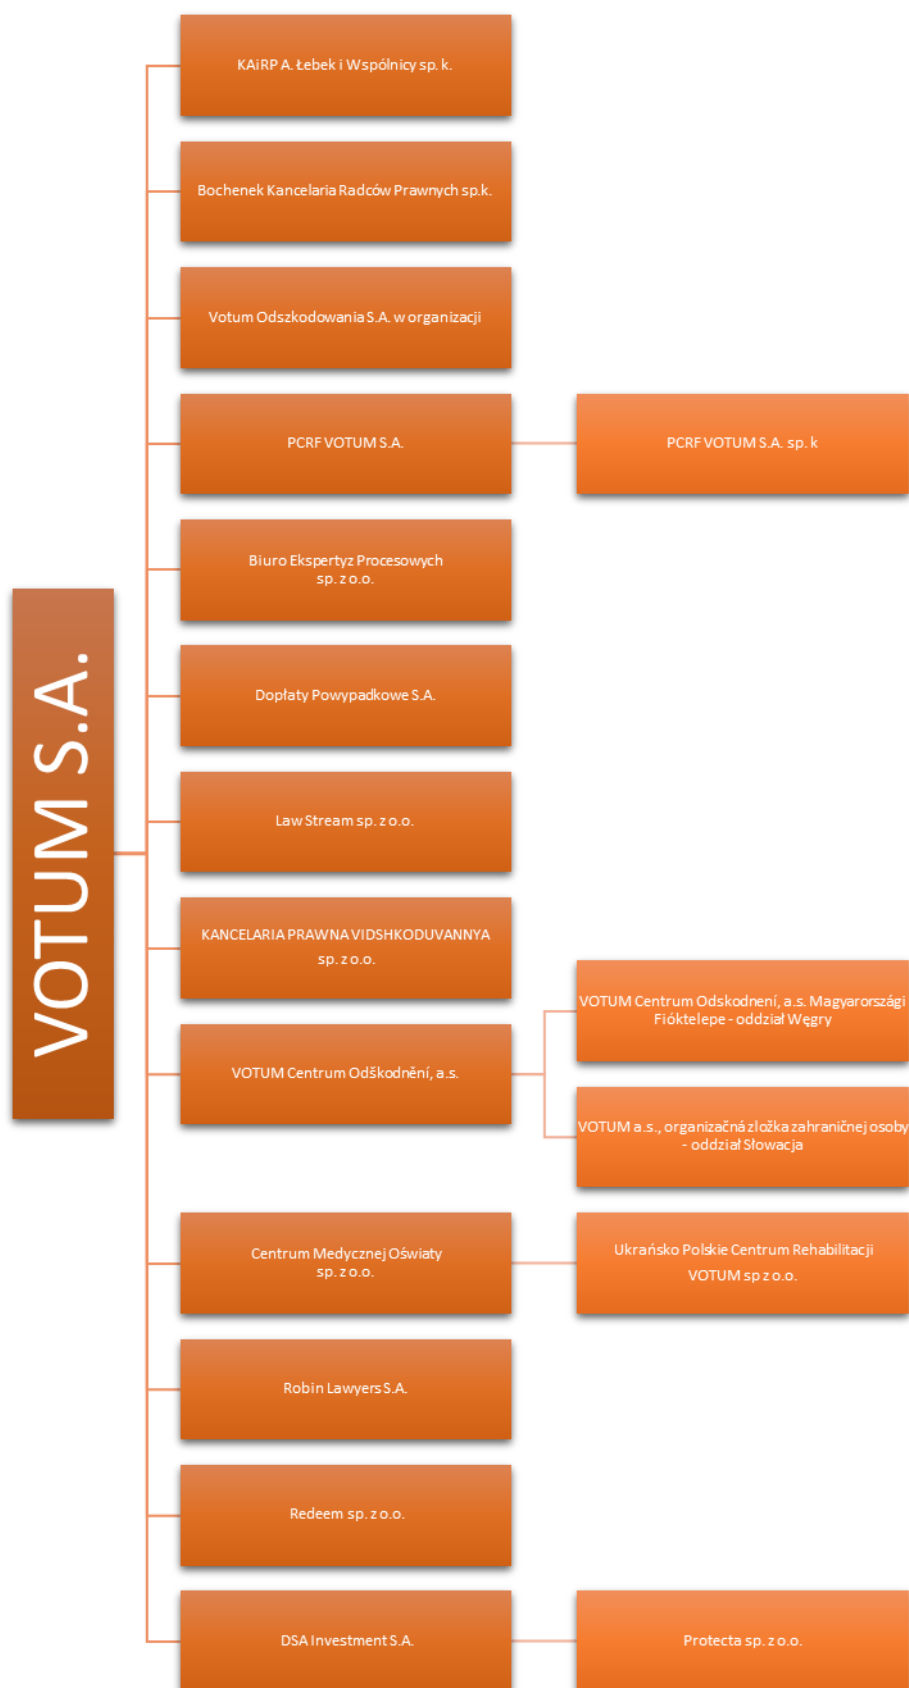 VOTUM S.A.
KAiRP A. Łebek i Wspólnicy sp. k.
Bochenek Kancelaria Radców Prawnych sp.k.
Votum Odszkodowania S.A. w organizacji
PCRF VOTUM S.A.
PCRF VOTUM S.A. sp. k
Biuro Ekspertyz Procesowych
sp. z o.o.
Dopłaty Powypadkowe S.A.
Law Stream sp. z o.o.
KANCELARIA PRAWNA VIDSHKODUVANNYA
sp. z o.o.
VOTUM Centrum Odškodnění, a.s.
VOTUM Centrum Odskodnení, a.s. Magyarországi
Fióktelepe - oddział Węgry
VOTUM a.s., organizačná zložka zahraničnej osoby
- oddział Słowacja
Centrum Medycznej Oświaty
sp. z o.o.
Ukrańsko Polskie Centrum Rehabilitacji
VOTUM sp z o.o.
Robin Lawyers S.A.
Redeem sp. z o.o.
DSA Investment S.A.
Protecta sp. z o.o.